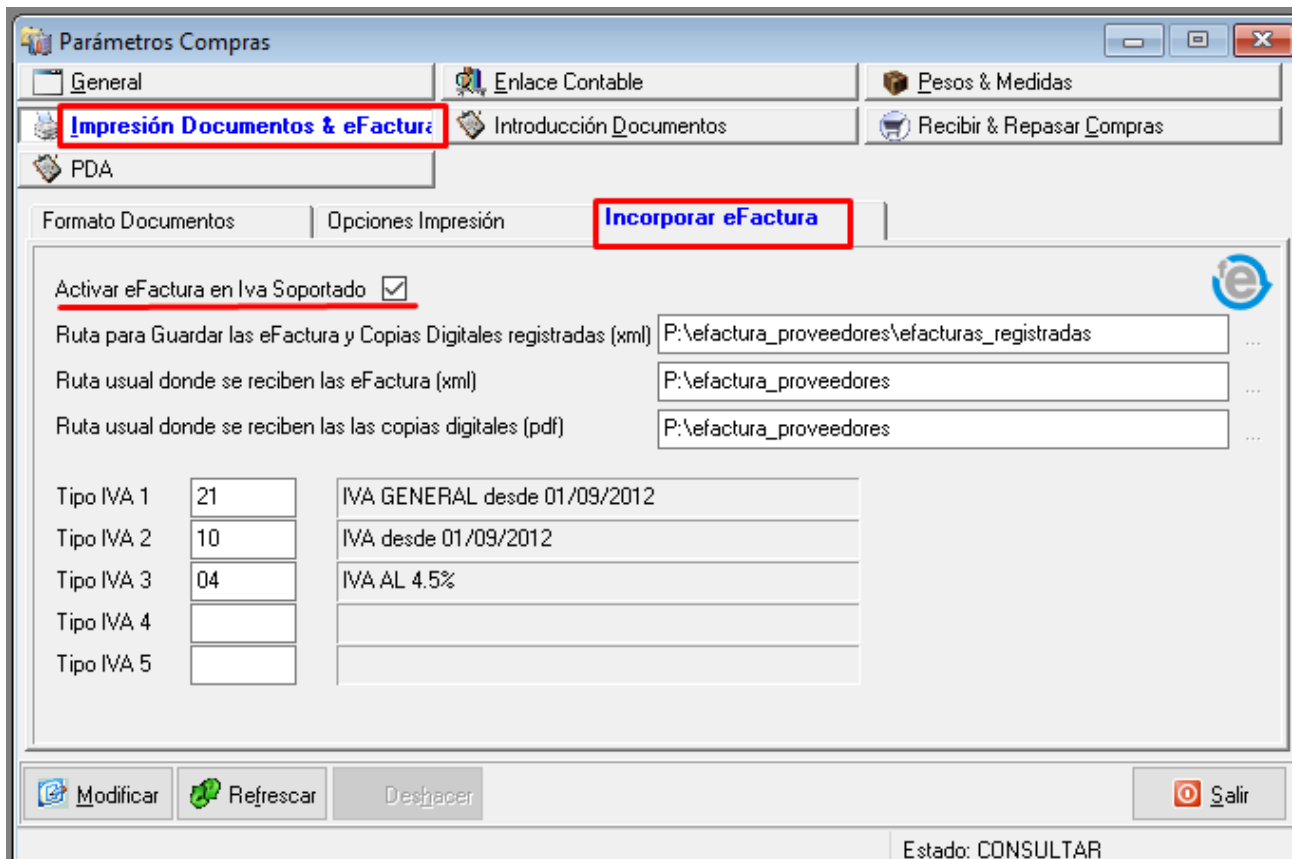 Parámetros Compras
General
Enlace Contable
Pesos & Medidas
Impresión Documentos & eFactura
Introducción Documentos
Recibir & Repasar Compras
PDA
Formato Documentos
Opciones Impresión
Incorporar eFactura
Activar eFactura en Iva Soportado
Ruta para Guardar las eFactura y Copias Digitales registradas (xml) P:\efactura_proveedores\efacturas_registradas ...
Ruta usual donde se reciben las eFactura (xml) P:\efactura_proveedores ...
Ruta usual donde se reciben las las copias digitales (pdf) P:\efactura_proveedores ...
Tipo IVA 1 21 IVA GENERAL desde 01/09/2012
Tipo IVA 2 10 IVA desde 01/09/2012
Tipo IVA 3 04 IVA AL 4.5%
Tipo IVA 4
Tipo IVA 5
Modificar
Refrescar
Deshacer
Salir
Estado: CONSULTAR